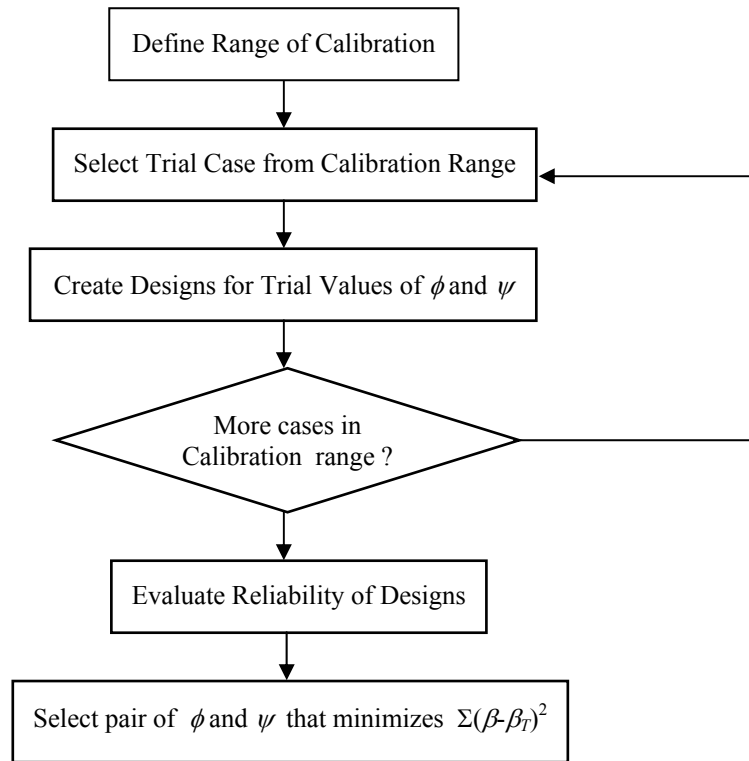 Define Range of Calibration
Select Trial Case from Calibration Range
Create Designs for Trial Values of ϕ and ψ
More cases in
Calibration range ?
Evaluate Reliability of Designs
Select pair of ϕ and ψ that minimizes Σ(β-β_T)²